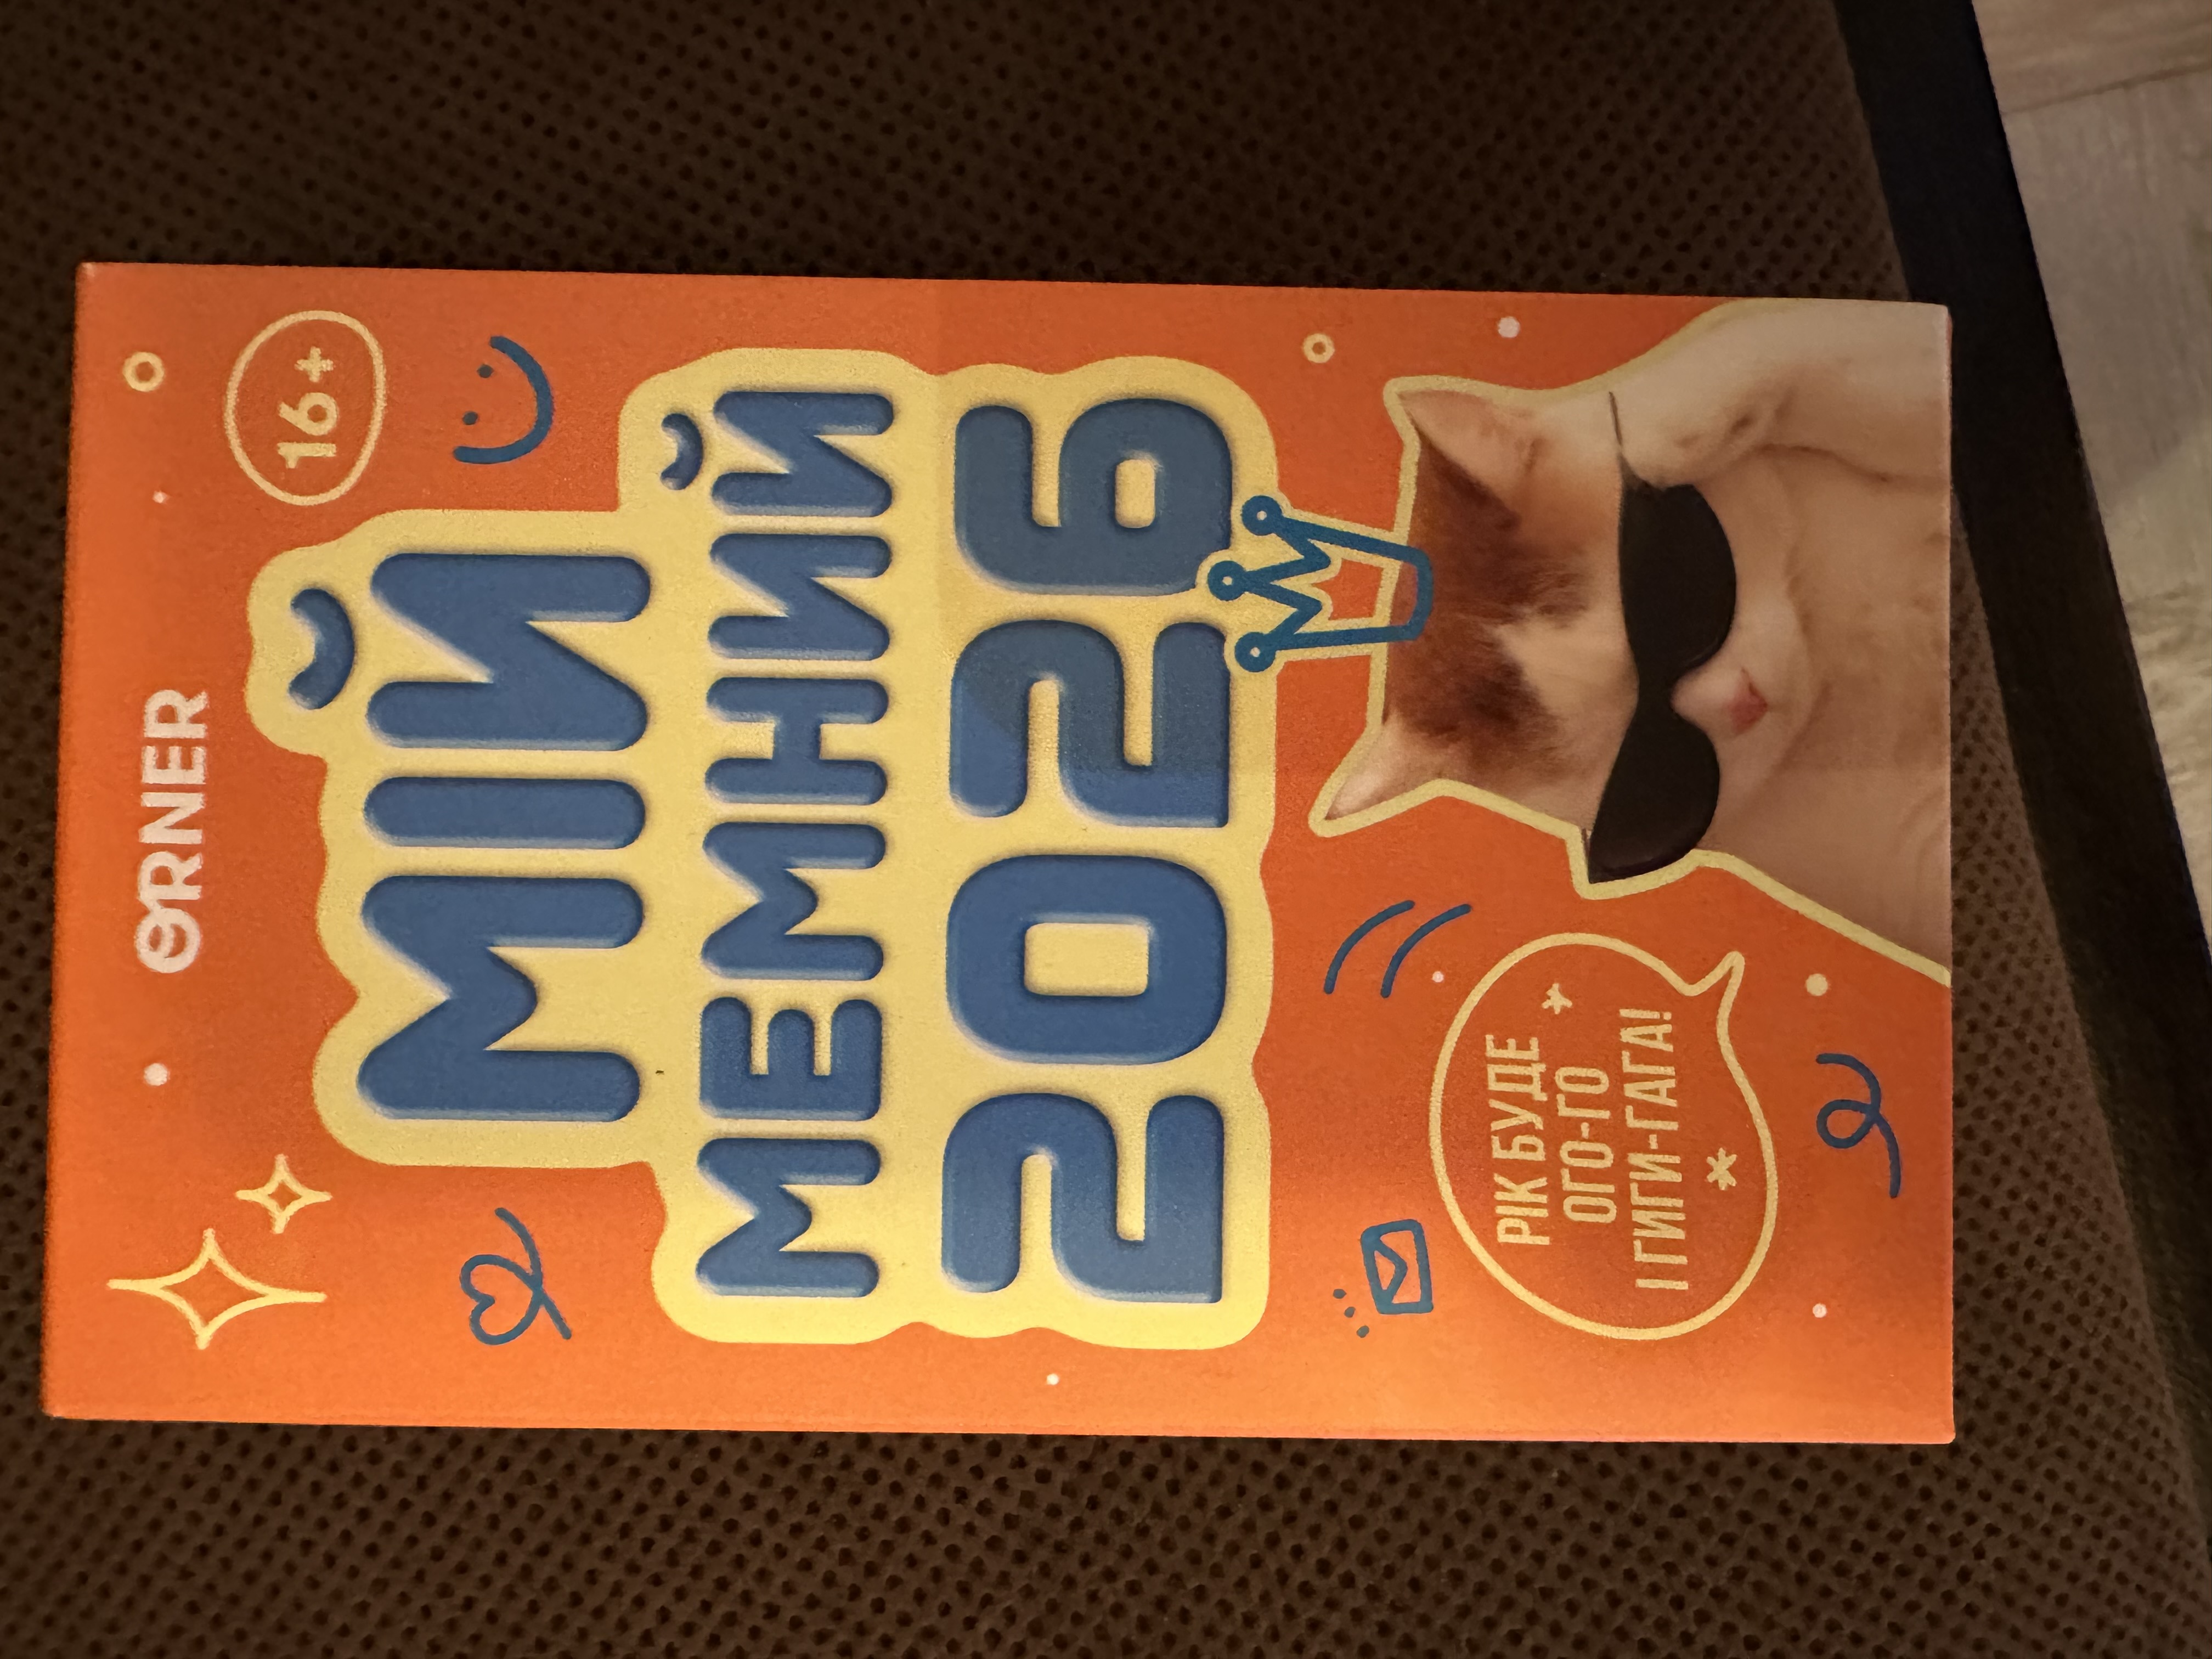 ORNER
16+
МІЙ
МЕМНИЙ
2026
РІК БУДЕ
ОГО-ГО
І ГИГИ-ГАГА!